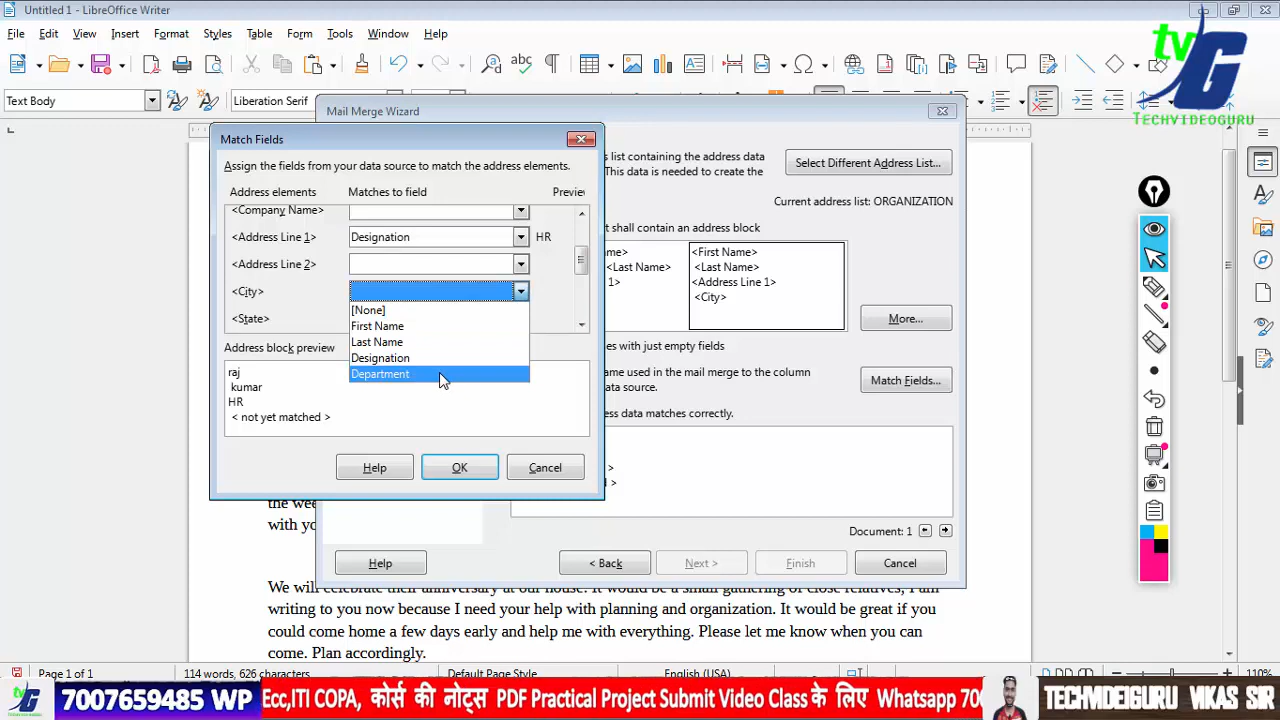 Untitled 1 - LibreOffice Writer
File Edit View Insert Format Styles Table Form Tools Window Help
Text Body
Liberation Serif
tv
G
TECHVIDEOGURU
Mail Merge Wizard
Match Fields
Assign the fields from your data source to match the address elements.
Address elements Matches to field Previe
<Company Name>
<Address Line 1> Designation HR
<Address Line 2>
<City>
[None]
First Name
Last Name
Designation
Department
<State>
Address block preview
raj
kumar
HR
< not yet matched >
Help OK Cancel
s list containing the address data
This data is needed to create the
Select Different Address List...
Current address list: ORGANIZATION
t shall contain an address block
me>
<Last Name>
1>
<First Name>
<Last Name>
<Address Line 1>
<City>
More...
es with just empty fields
ame used in the mail merge to the column
data source.
Match Fields...
ess data matches correctly.
>
d >
Document: 1
Help < Back Next > Finish Cancel
the wee
with yo
We will celebrate their anniversary at our house. It would be a small gathering of close relatives, I am
writing to you now because I need your help with planning and organization. It would be great if you
could come home a few days early and help me with everything. Please let me know when you can
come. Plan accordingly.
Page 1 of 1 114 words, 626 characters Default Page Style English (USA) 110%
7007659485 WP Ecc,ITI COPA, कोर्स की नोट्स PDF Practical Project Submit Video Class के लिए Whatsapp 700 TECHMDEIGURU VIKAS SIR